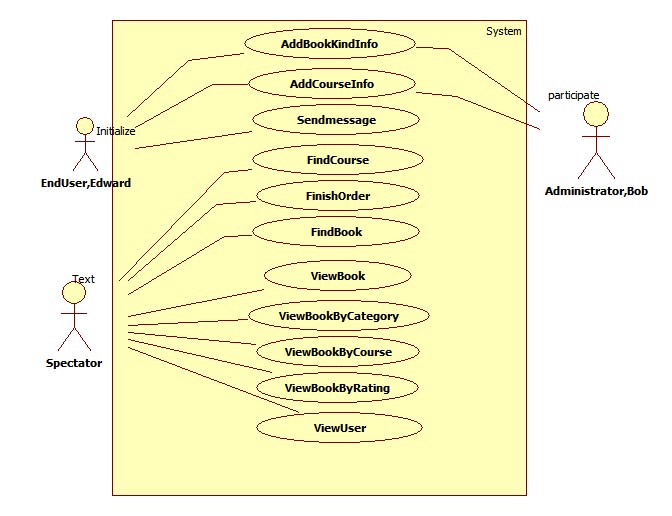 System
AddBookKindInfo
AddCourseInfo
participate
Sendmessage
Initialize
FindCourse
EndUser,Edward
Administrator,Bob
FinishOrder
FindBook
ViewBook
Text
ViewBookByCategory
ViewBookByCourse
Spectator
ViewBookByRating
ViewUser